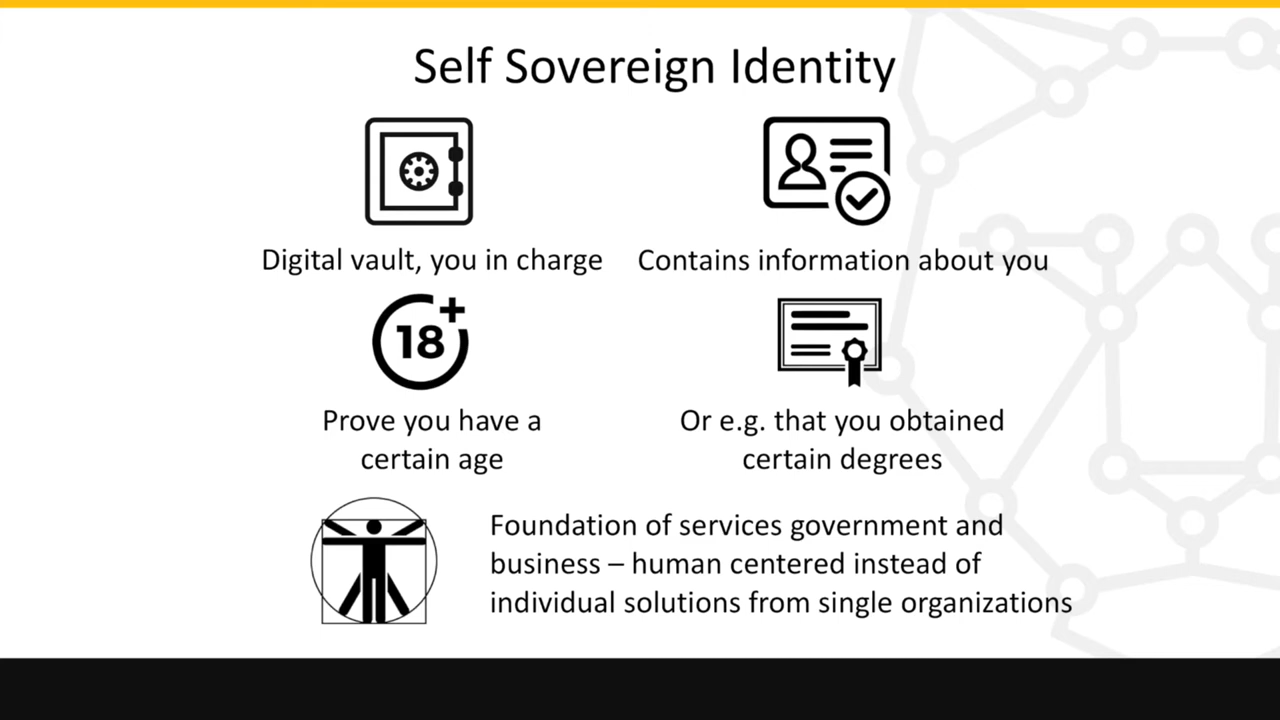 Self Sovereign Identity
Digital vault, you in charge
Contains information about you
18+
Prove you have a
certain age
Or e.g. that you obtained
certain degrees
Foundation of services government and
business – human centered instead of
individual solutions from single organizations